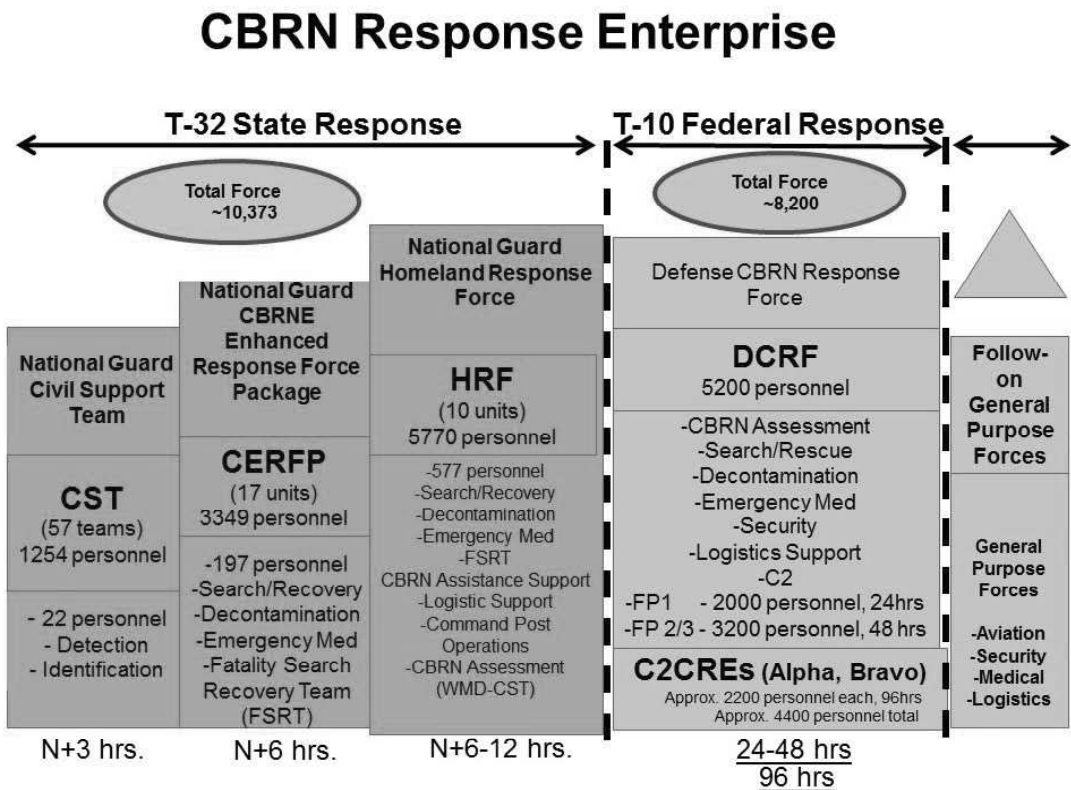 CBRN Response Enterprise
T-32 State Response
T-10 Federal Response
Total Force
~10,373
Total Force
~8,200
National Guard
Civil Support
Team
CST
(57 teams)
1254 personnel
- 22 personnel
- Detection
- Identification
N+3 hrs.
National Guard
CBRNE
Enhanced
Response Force
Package
CERFP
(17 units)
3349 personnel
-197 personnel
-Search/Recovery
-Decontamination
-Emergency Med
-Fatality Search
Recovery Team
(FSRT)
N+6 hrs.
National Guard
Homeland Response
Force
HRF
(10 units)
5770 personnel
-577 personnel
-Search/Recovery
-Decontamination
-Emergency Med
-FSRT
CBRN Assistance Support
-Logistic Support
-Command Post
Operations
-CBRN Assessment
(WMD-CST)
N+6-12 hrs.
Defense CBRN Response
Force
DCRF
5200 personnel
-CBRN Assessment
-Search/Rescue
-Decontamination
-Emergency Med
-Security
-Logistics Support
-C2
-FP1 - 2000 personnel, 24hrs
-FP 2/3 - 3200 personnel, 48 hrs
C2CREs (Alpha, Bravo)
Approx. 2200 personnel each, 96hrs
Approx. 4400 personnel total
24-48 hrs
96 hrs
Follow-
on
General
Purpose
Forces
General
Purpose
Forces
-Aviation
-Security
-Medical
-Logistics